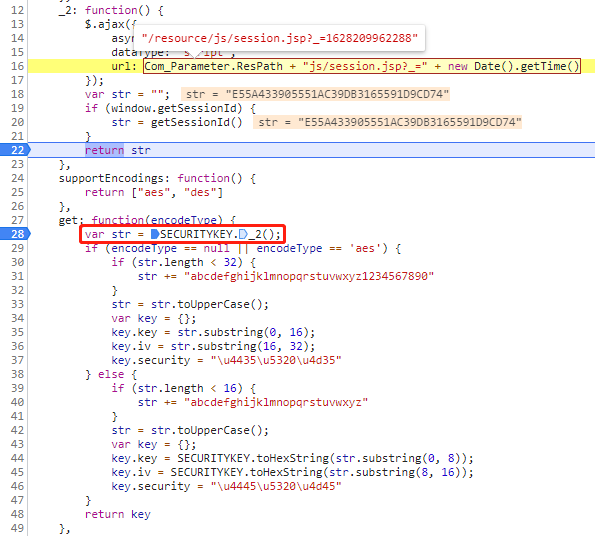 12 _2: function() {
13 $.ajax({
"/resource/js/session.jsp?_=1628209962288"
14 asy
15 dataType: "script",
16 url: Com_Parameter.ResPath + "js/session.jsp?_=" + new Date().getTime()
17 });
18 var str = ""; str = "E55A433905551AC39DB3165591D9CD74"
19 if (window.getSessionId) {
20 str = getSessionId() str = "E55A433905551AC39DB3165591D9CD74"
21 }
22 return str
23 },
24 supportEncodings: function() {
25 return ["aes", "des"]
26 },
27 get: function(encodeType) {
28 var str = SECURITYKEY._2();
29 if (encodeType == null || encodeType == 'aes') {
30 if (str.length < 32) {
31 str += "abcdefghijklmnopqrstuvwxyz1234567890"
32 }
33 str = str.toUpperCase();
34 var key = {};
35 key.key = str.substring(0, 16);
36 key.iv = str.substring(16, 32);
37 key.security = "\u4435\u5320\u4d35"
38 } else {
39 if (str.length < 16) {
40 str += "abcdefghijklmnopqrstuvwxyz"
41 }
42 str = str.toUpperCase();
43 var key = {};
44 key.key = SECURITYKEY.toHexString(str.substring(0, 8));
45 key.iv = SECURITYKEY.toHexString(str.substring(8, 16));
46 key.security = "\u4445\u5320\u4d45"
47 }
48 return key
49 },